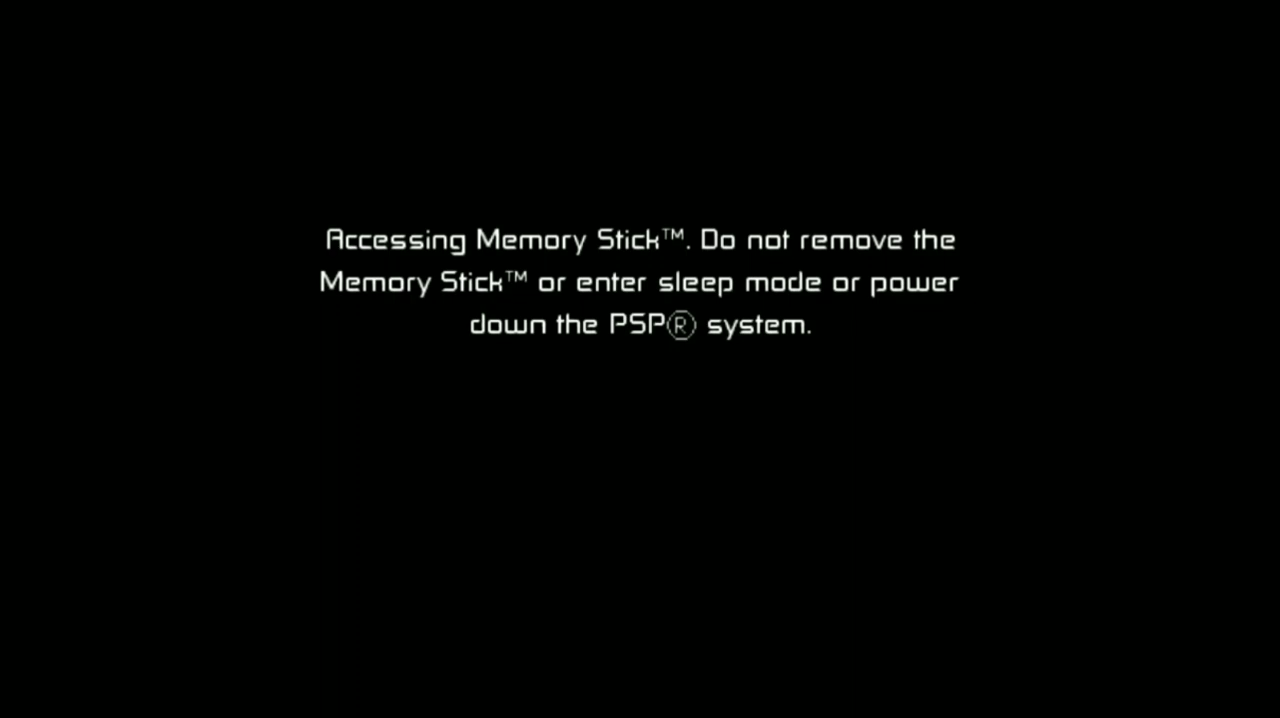 Accessing Memory Stick™. Do not remove the
Memory Stick™ or enter sleep mode or power
down the PSP® system.